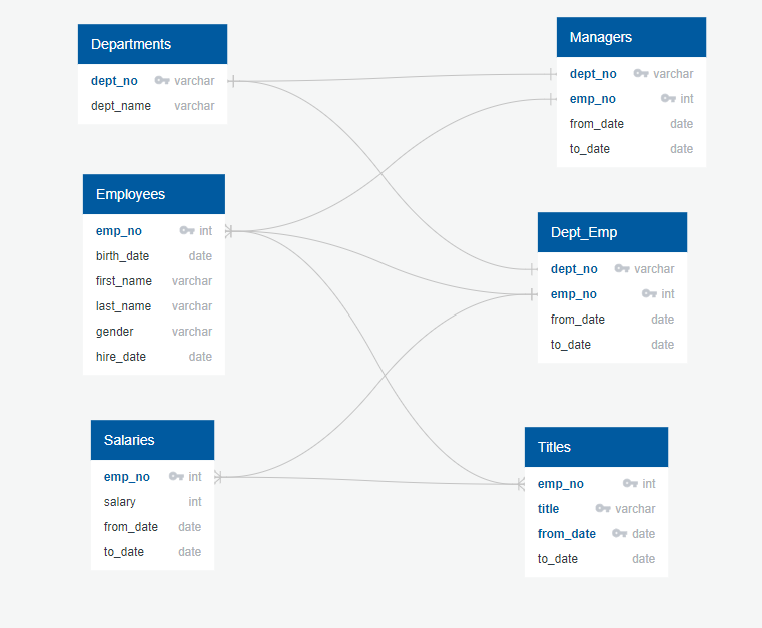 Departments
dept_no varchar
dept_name varchar
Managers
dept_no varchar
emp_no int
from_date date
to_date date
Employees
emp_no int
birth_date date
first_name varchar
last_name varchar
gender varchar
hire_date date
Dept_Emp
dept_no varchar
emp_no int
from_date date
to_date date
Salaries
emp_no int
salary int
from_date date
to_date date
Titles
emp_no int
title varchar
from_date date
to_date date